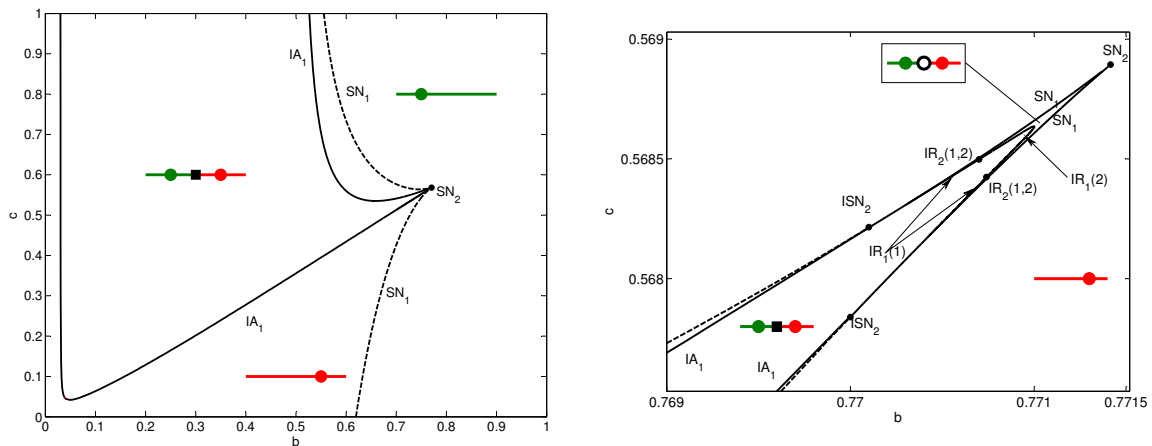 1
0.9
0.8
0.7
0.6
0.5
0.4
0.3
0.2
0.1
0
c
IA1
SN1
SN2
SN1
IA1
0 0.1 0.2 0.3 0.4 0.5 0.6 0.7 0.8 0.9 1
b
0.569
0.5685
0.568
c
SN2
SN1
SN1
IR2(1,2)
IR2(1,2)
IR1(2)
ISN2
IR1(1)
ISN2
IA1
IA1
0.769 0.77 0.771 0.7715
b